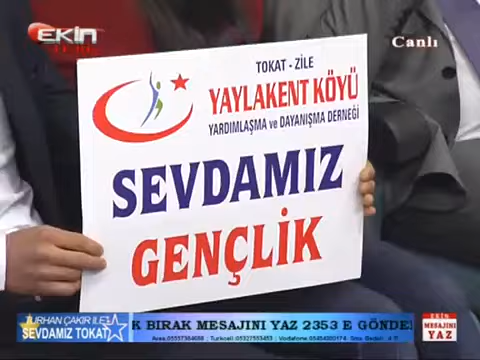 EKİN
Canlı
TOKAT - ZİLE
YAYLAKENT KÖYÜ
YARDIMLAŞMA ve DAYANIŞMA DERNEĞİ
SEVDAMIZ
GENÇLİK
TURHAN ÇAKIR İLE
SEVDAMIZ TOKAT
K BIRAK MESAJINI YAZ 2353 E GÖNDE
EKİN
MESAJINI
YAZ